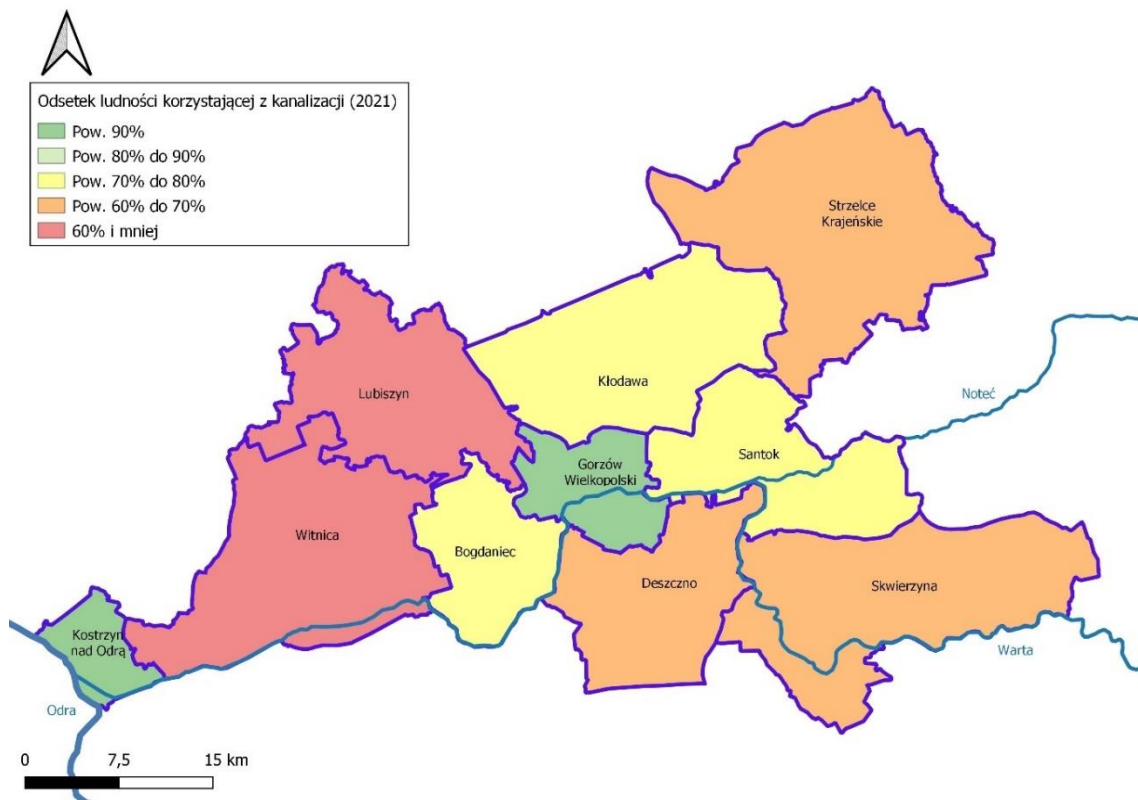 Odsetek ludności korzystającej z kanalizacji (2021)
Pow. 90%
Pow. 80% do 90%
Pow. 70% do 80%
Pow. 60% do 70%
60% i mniej
Strzelce
Krajeńskie
Kłodawa
Lubiszyn
Noteć
Santok
Gorzów
Wielkopolski
Witnica
Bogdaniec
Deszczno
Skwierzyna
Kostrzyn
nad Odrą
Warta
Odra
0 7,5 15 km